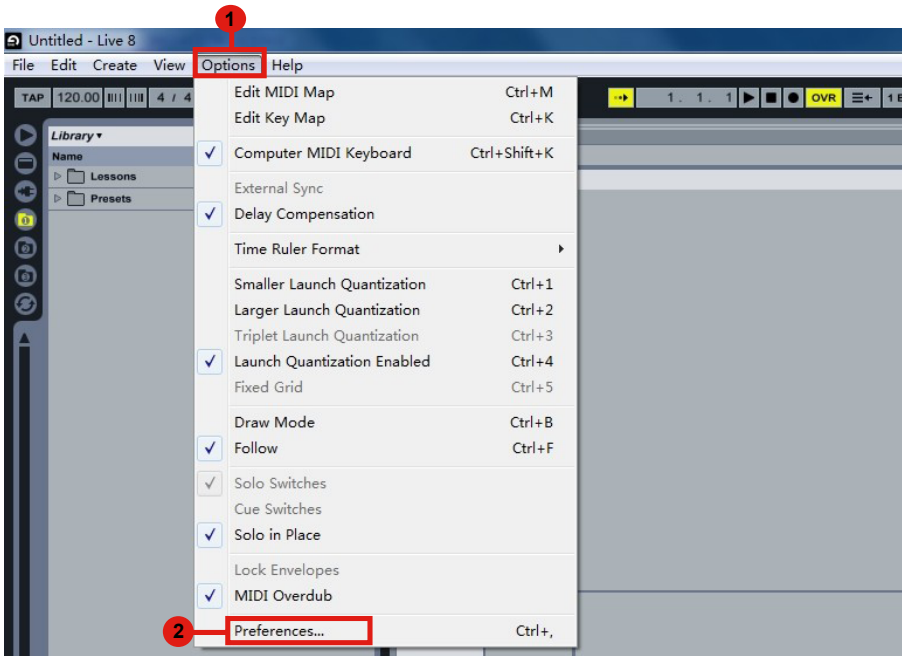 1
Untitled - Live 8
File Edit Create View Options Help
TAP 120.00 4 / 4 1. 1. 1 OVR
Library
Name
Lessons
Presets
Edit MIDI Map Ctrl+M
Edit Key Map Ctrl+K
Computer MIDI Keyboard Ctrl+Shift+K
External Sync
Delay Compensation
Time Ruler Format
Smaller Launch Quantization Ctrl+1
Larger Launch Quantization Ctrl+2
Triplet Launch Quantization Ctrl+3
Launch Quantization Enabled Ctrl+4
Fixed Grid Ctrl+5
Draw Mode Ctrl+B
Follow Ctrl+F
Solo Switches
Cue Switches
Solo in Place
Lock Envelopes
MIDI Overdub
2 Preferences... Ctrl+,